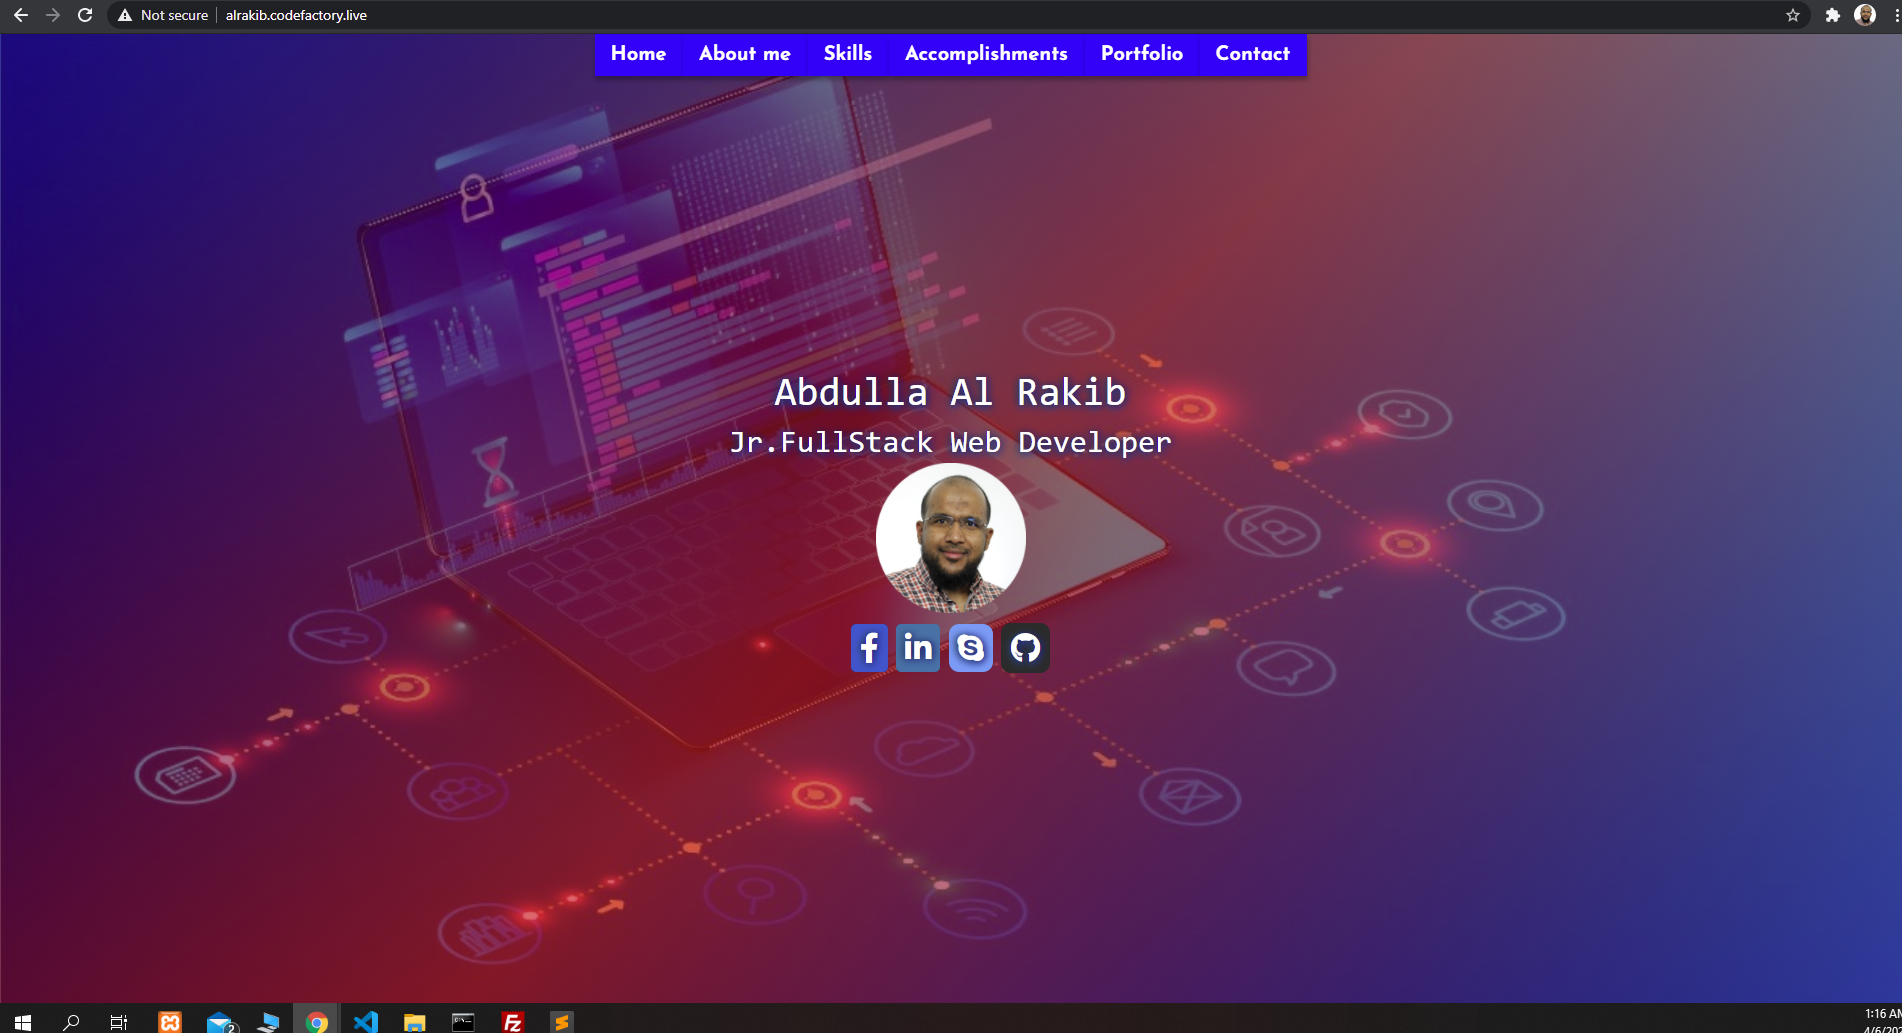 Not secure
alrakib.codefactory.live
Home About me Skills Accomplishments Portfolio Contact
Abdulla Al Rakib
Jr.FullStack Web Developer
2
1:16 AM